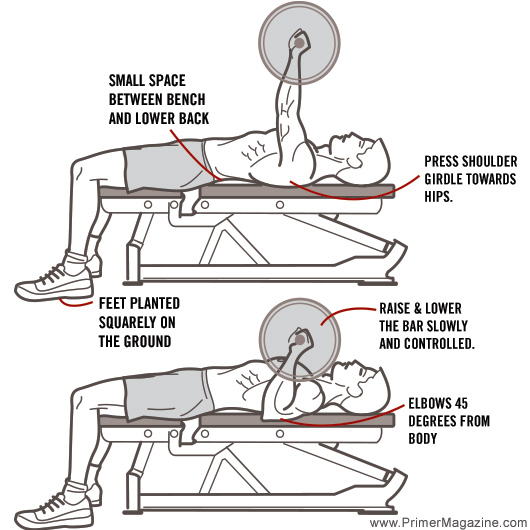 SMALL SPACE
BETWEEN BENCH
AND LOWER BACK
PRESS SHOULDER
GIRDLE TOWARDS
HIPS.
FEET PLANTED
SQUARELY ON
THE GROUND
RAISE & LOWER
THE BAR SLOWLY
AND CONTROLLED.
ELBOWS 45
DEGREES FROM
BODY
www.PrimerMagazine.com